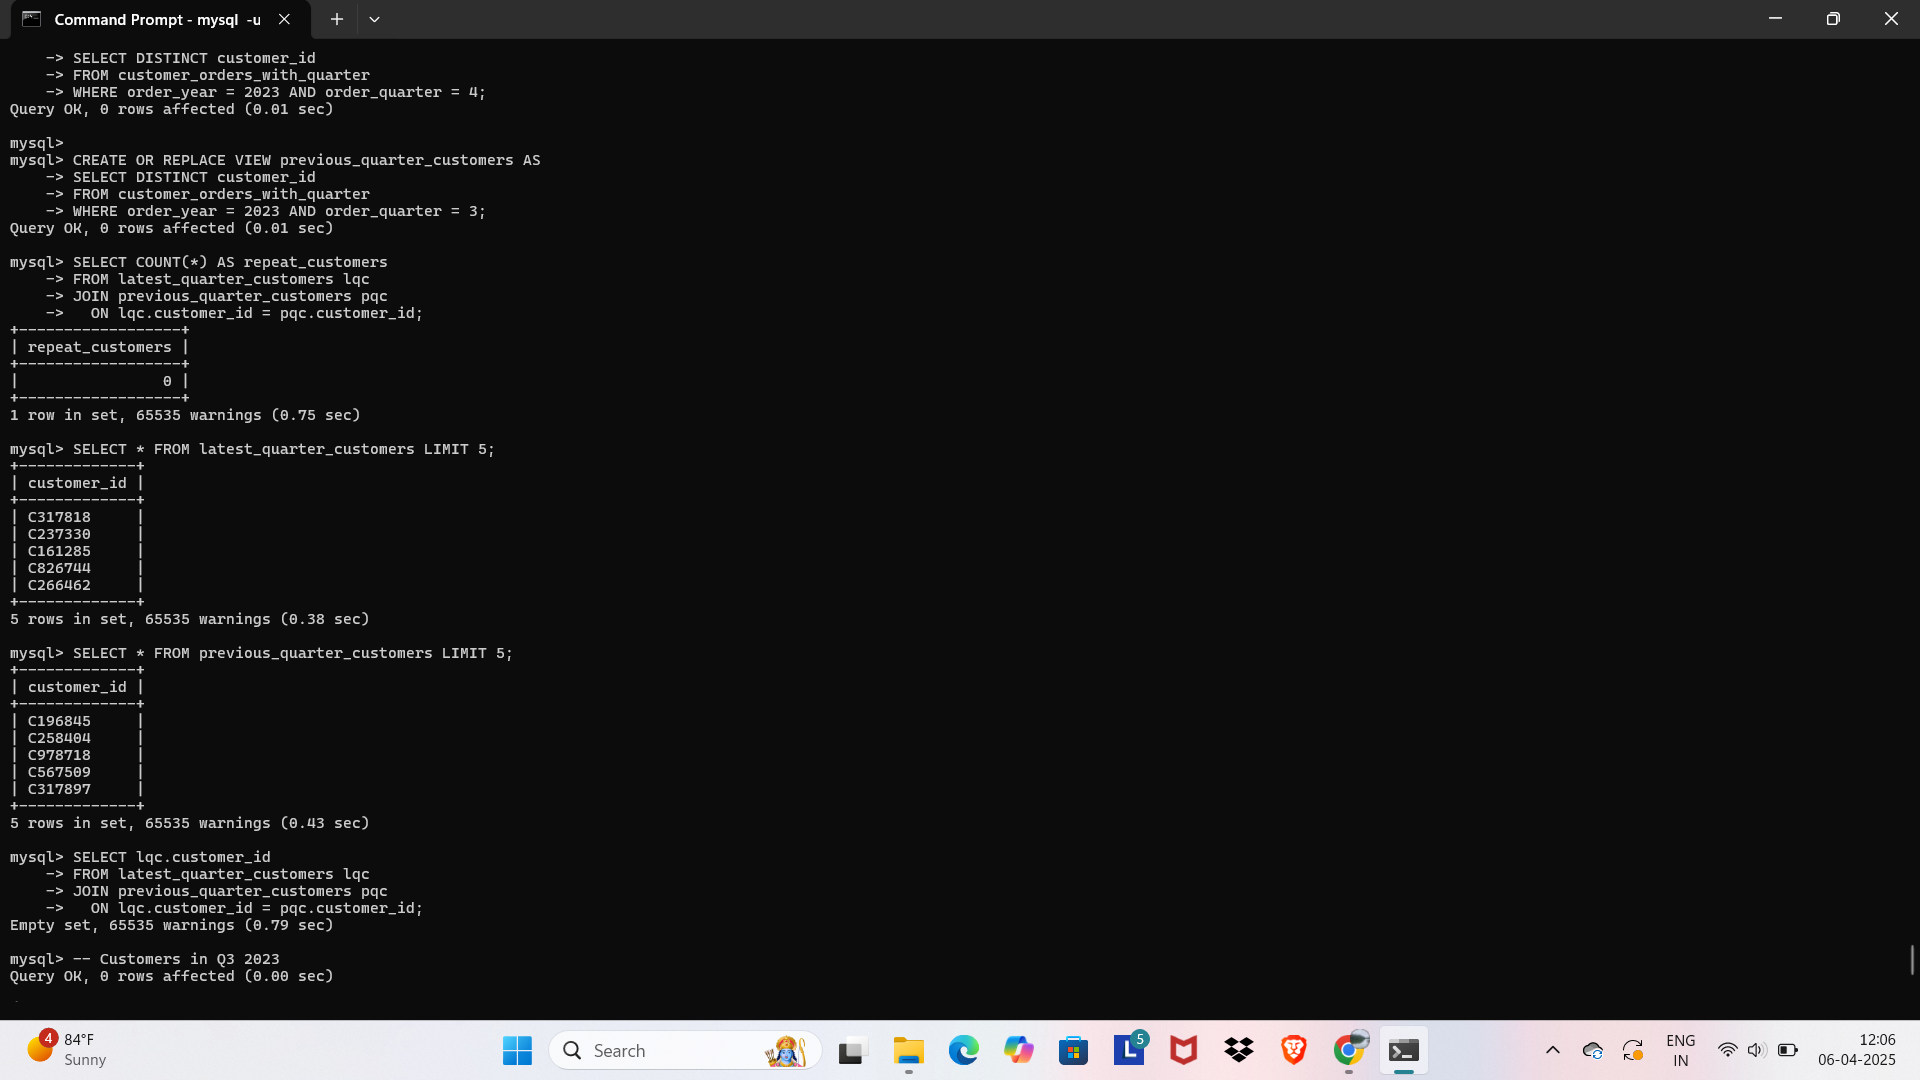 Command Prompt - mysql -u
-> SELECT DISTINCT customer_id
-> FROM customer_orders_with_quarter
-> WHERE order_year = 2023 AND order_quarter = 4;
Query OK, 0 rows affected (0.01 sec)
mysql>
mysql> CREATE OR REPLACE VIEW previous_quarter_customers AS
-> SELECT DISTINCT customer_id
-> FROM customer_orders_with_quarter
-> WHERE order_year = 2023 AND order_quarter = 3;
Query OK, 0 rows affected (0.01 sec)
mysql> SELECT COUNT(*) AS repeat_customers
-> FROM latest_quarter_customers lqc
-> JOIN previous_quarter_customers pqc
->   ON lqc.customer_id = pqc.customer_id;
+------------------+
| repeat_customers |
+------------------+
|                0 |
+------------------+
1 row in set, 65535 warnings (0.75 sec)
mysql> SELECT * FROM latest_quarter_customers LIMIT 5;
+-------------+
| customer_id |
+-------------+
| C317818     |
| C237330     |
| C161285     |
| C826744     |
| C266462     |
+-------------+
5 rows in set, 65535 warnings (0.38 sec)
mysql> SELECT * FROM previous_quarter_customers LIMIT 5;
+-------------+
| customer_id |
+-------------+
| C196845     |
| C258404     |
| C978718     |
| C567509     |
| C317897     |
+-------------+
5 rows in set, 65535 warnings (0.43 sec)
mysql> SELECT lqc.customer_id
-> FROM latest_quarter_customers lqc
-> JOIN previous_quarter_customers pqc
->   ON lqc.customer_id = pqc.customer_id;
Empty set, 65535 warnings (0.79 sec)
mysql> -- Customers in Q3 2023
Query OK, 0 rows affected (0.00 sec)
4
84°F
Sunny
Search
L
5
ENG
IN
12:06
06-04-2025